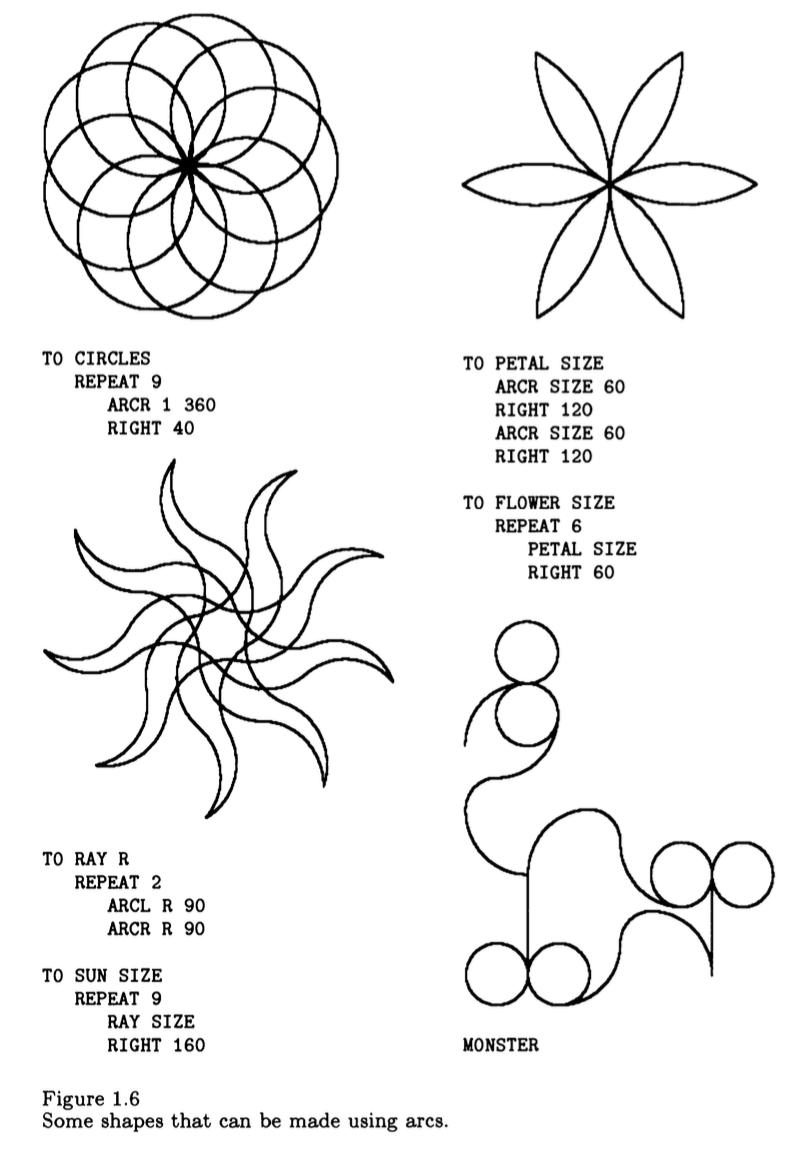 TO CIRCLES
REPEAT 9
ARCR 1 360
RIGHT 40
TO PETAL SIZE
ARCR SIZE 60
RIGHT 120
ARCR SIZE 60
RIGHT 120
TO FLOWER SIZE
REPEAT 6
PETAL SIZE
RIGHT 60
TO RAY R
REPEAT 2
ARCL R 90
ARCR R 90
TO SUN SIZE
REPEAT 9
RAY SIZE
RIGHT 160
MONSTER
Figure 1.6
Some shapes that can be made using arcs.